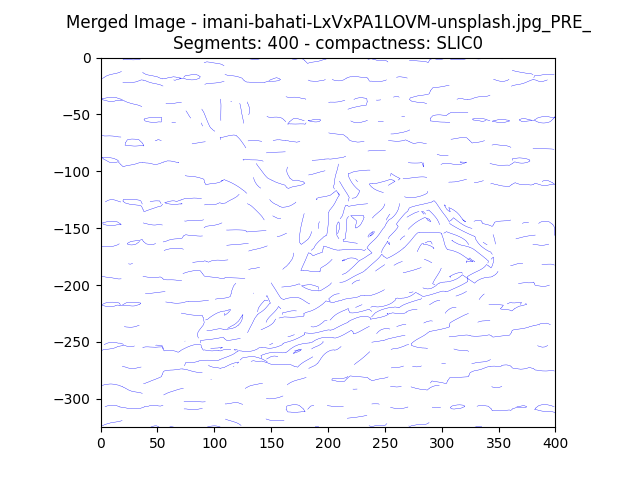 Merged Image - imani-bahati-LxVxPA1LOVM-unsplash.jpg_PRE_
Segments: 400 - compactness: SLIC0
0
−50
−100
−150
−200
−250
−300
0 50 100 150 200 250 300 350 400